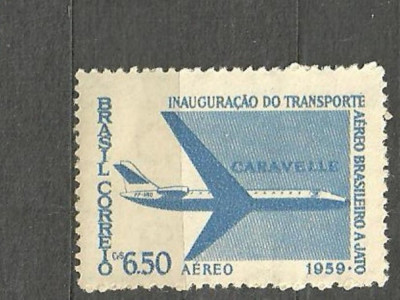 BRASIL CORREIO
INAUGURAÇÃO DO TRANSPORTE
AÉREO BRASILEIRO A JATO
CARAVELLE
Cr$ 6.50
AÉREO
1959